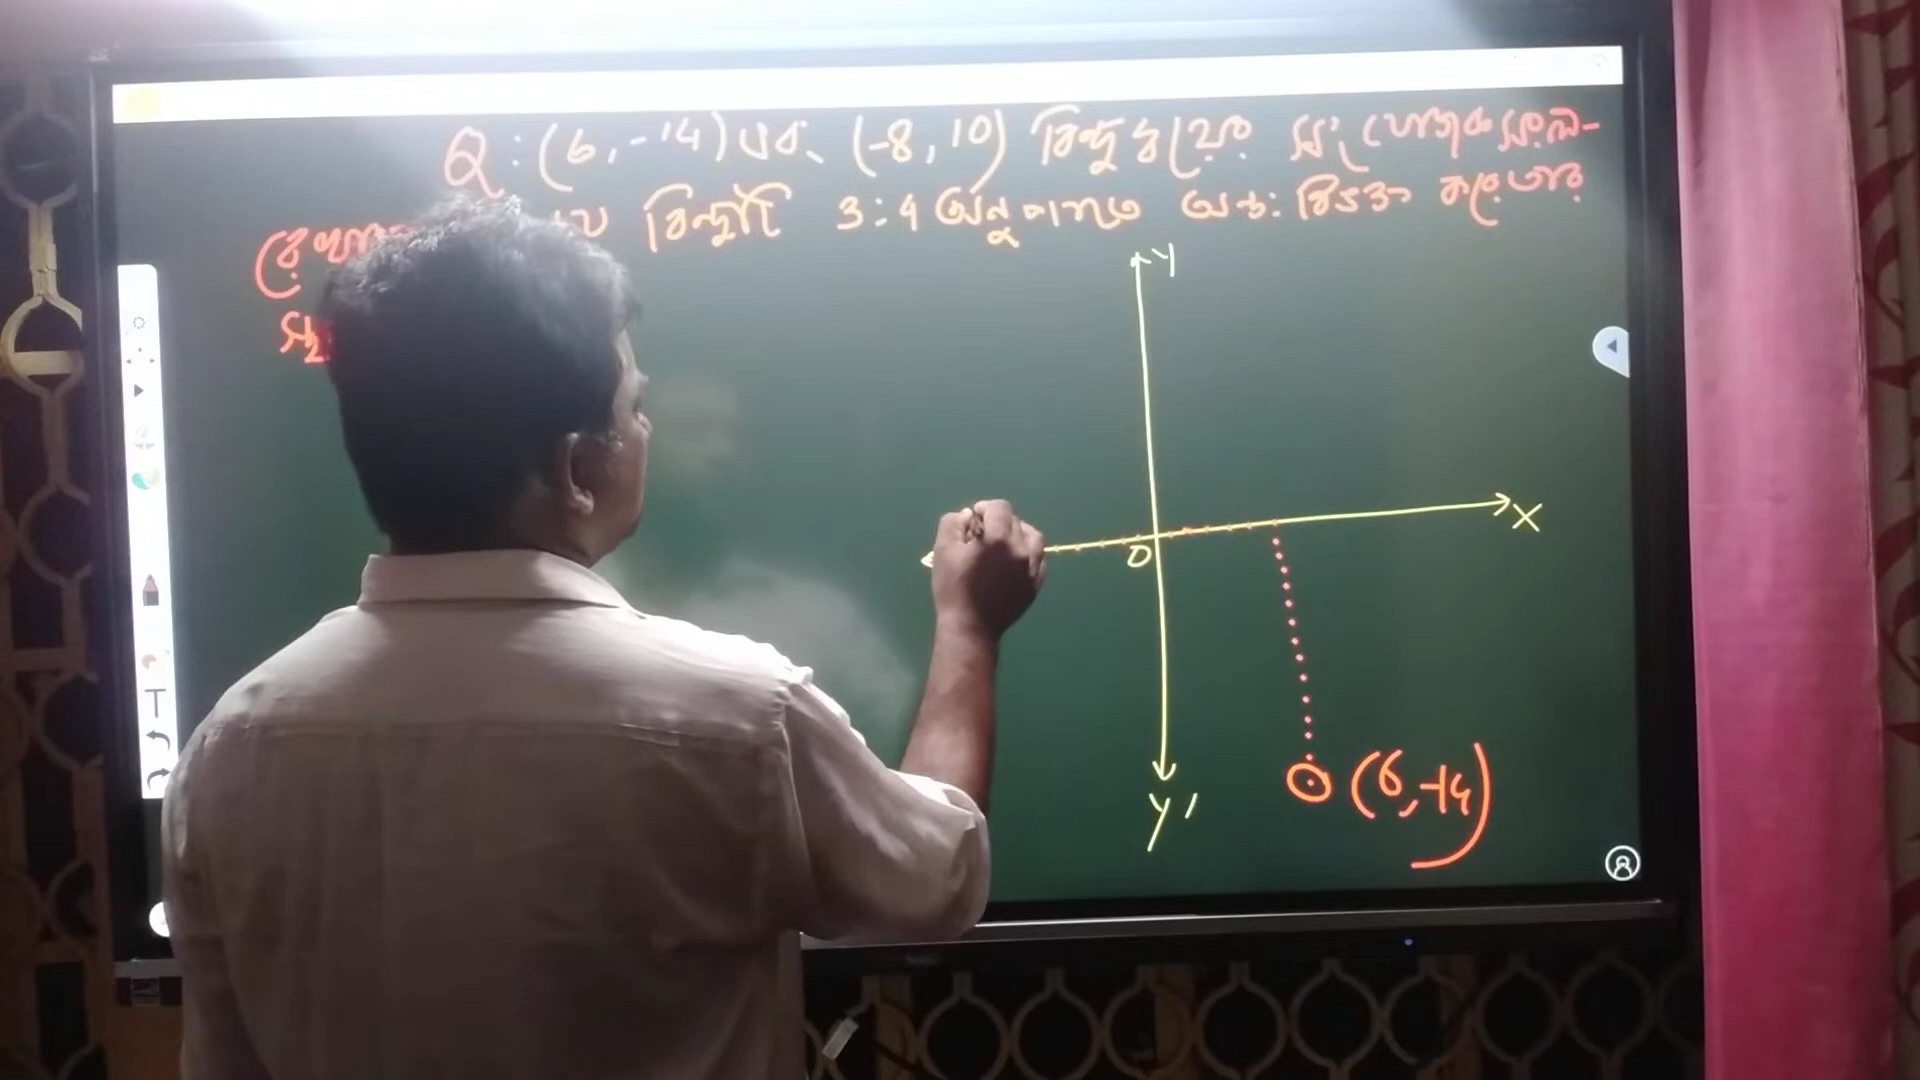 Q: (6, -14) এবং (-8, 10) বিন্দুদ্বয়ের সংযোজক সরল-
বিন্দুটি 3:4 অনুপাতে অন্ত: বিভক্ত করে তার
Y
X
O
Y'
(6, -14)
T